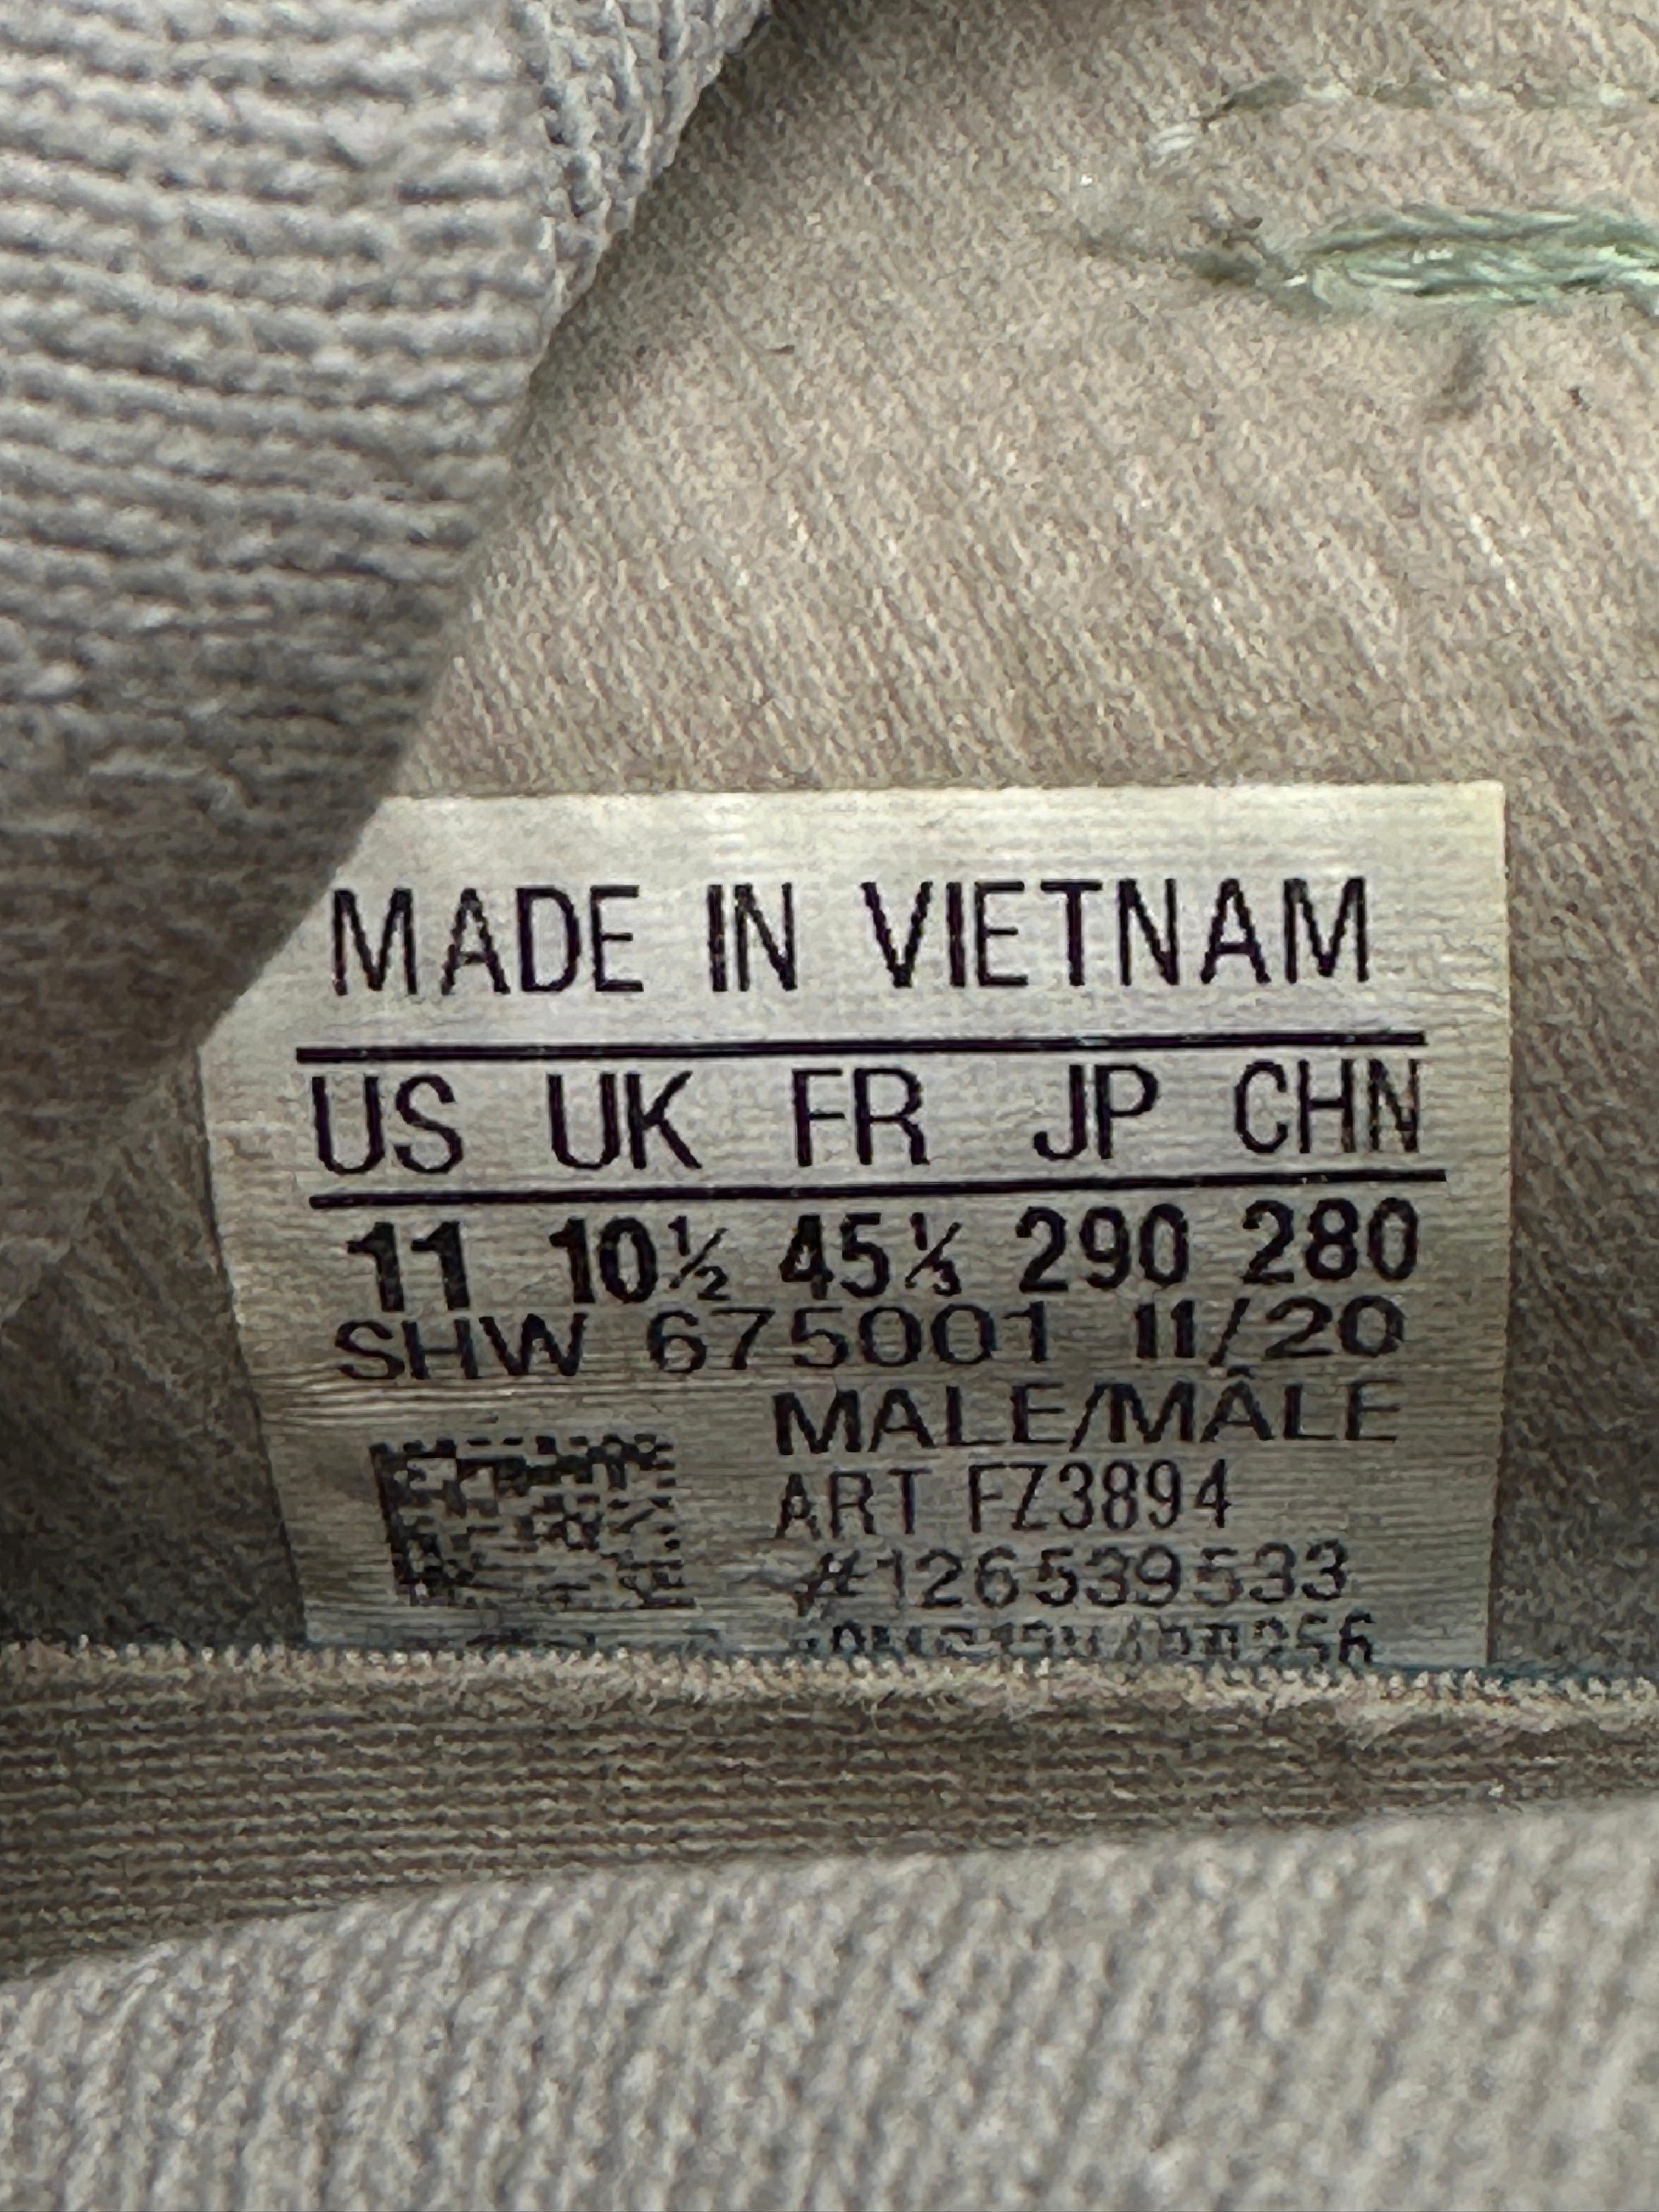 MADE IN VIETNAM
US UK FR JP CHN
11 10½ 45⅓ 290 280
SHW 675001 11/20
MALE/MÂLE
ART FZ3894
#126539533